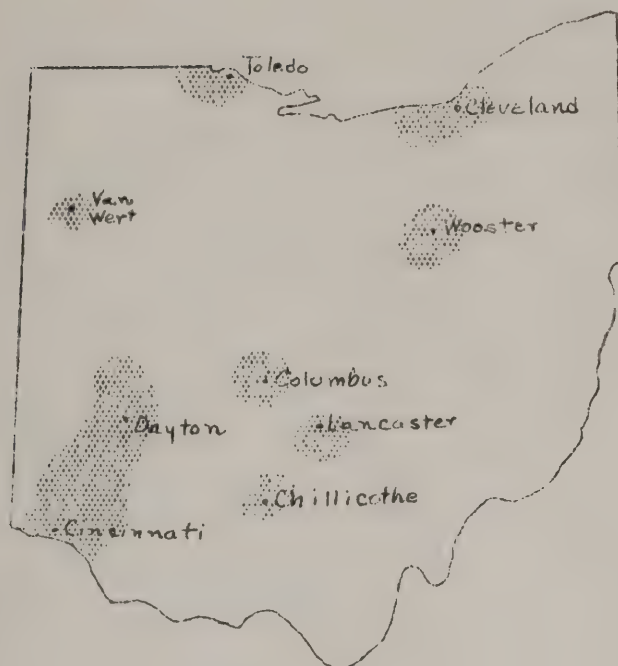 Toledo
Cleveland
Van
Wert
Wooster
Columbus
Dayton
Lancaster
Chillicothe
Cincinnati